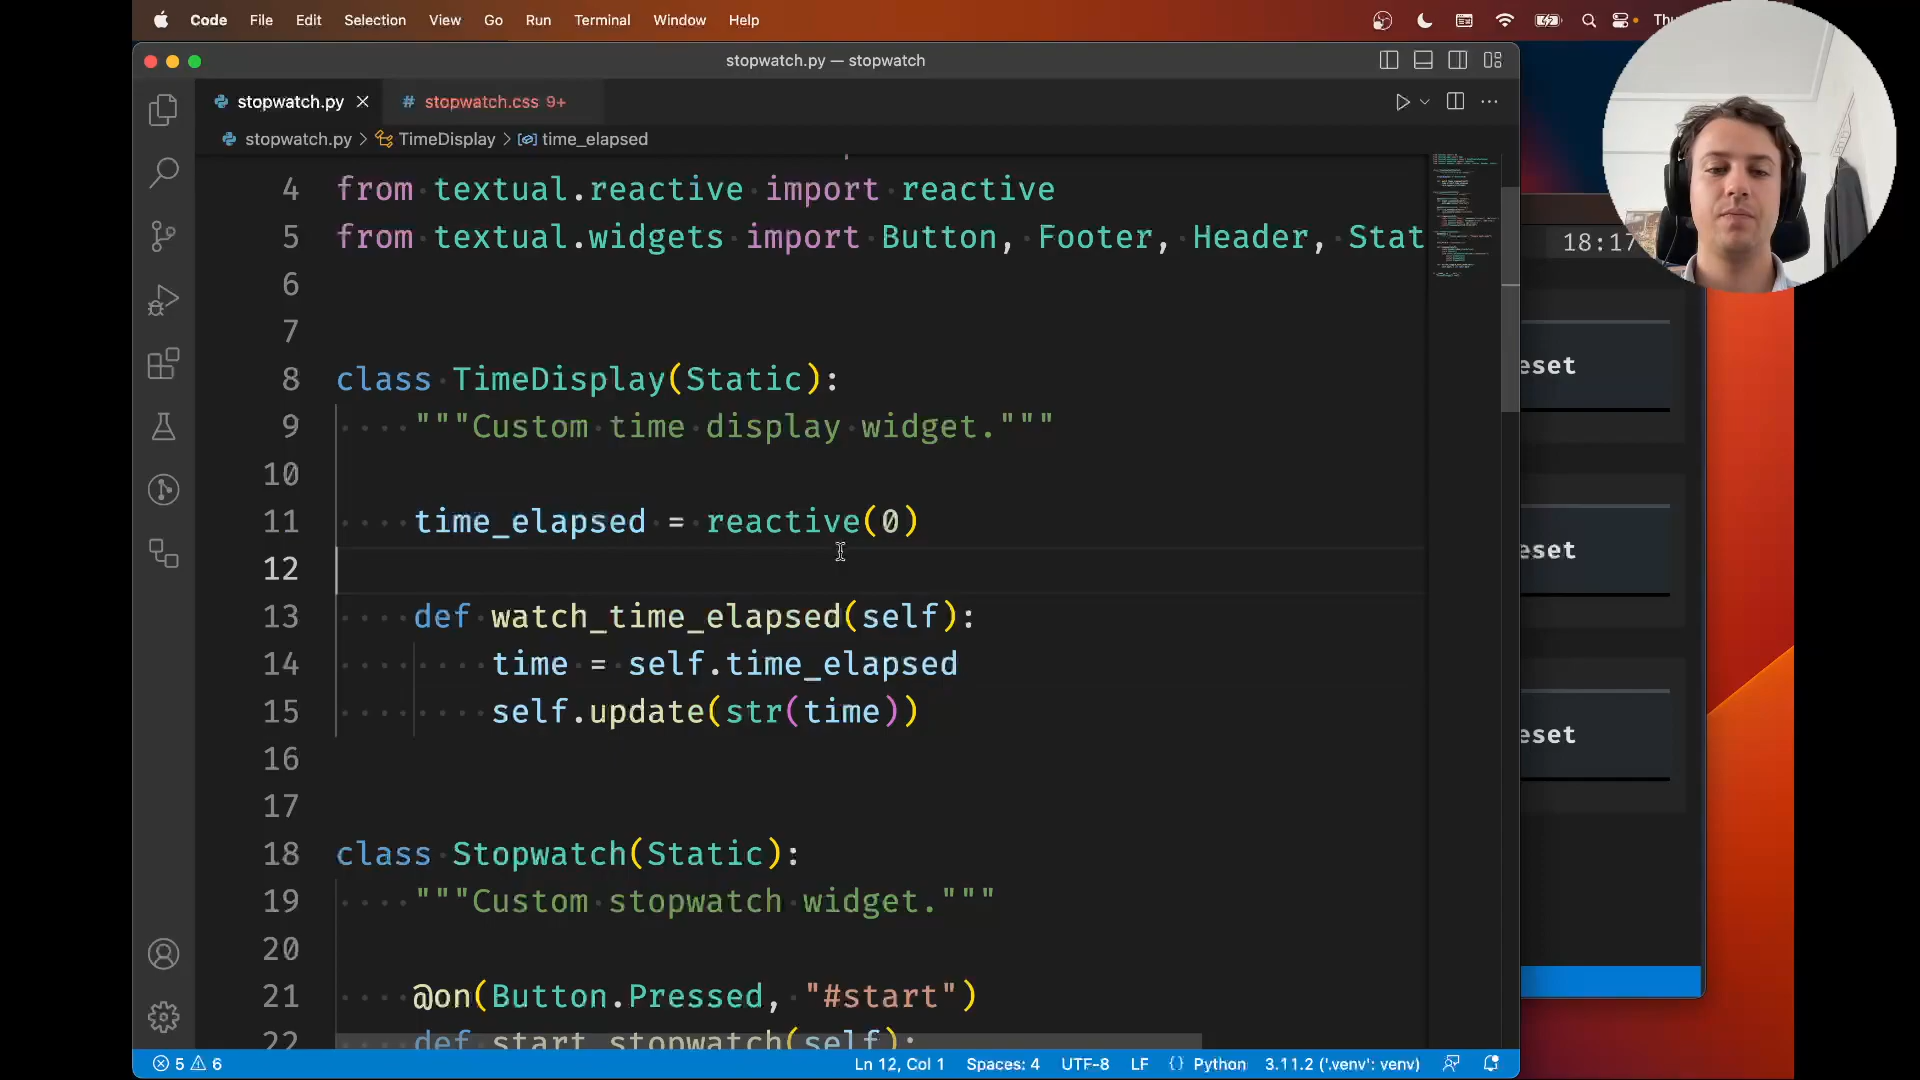 Code File Edit Selection View Go Run Terminal Window Help
stopwatch.py — stopwatch
stopwatch.py
# stopwatch.css 9+
stopwatch.py > TimeDisplay > time_elapsed
4 from textual.reactive import reactive
5 from textual.widgets import Button, Footer, Header, Stat
6
7
8 class TimeDisplay(Static):
9 """Custom time display widget."""
10
11 time_elapsed = reactive(0)
12
13 def watch_time_elapsed(self):
14 time = self.time_elapsed
15 self.update(str(time))
16
17
18 class Stopwatch(Static):
19 """Custom stopwatch widget."""
20
21 @on(Button.Pressed, "#start")
22 def start_stopwatch(self):
18:17
eset
eset
eset
5 6
Ln 12, Col 1 Spaces: 4 UTF-8 LF {} Python 3.11.2 ('.venv': venv)